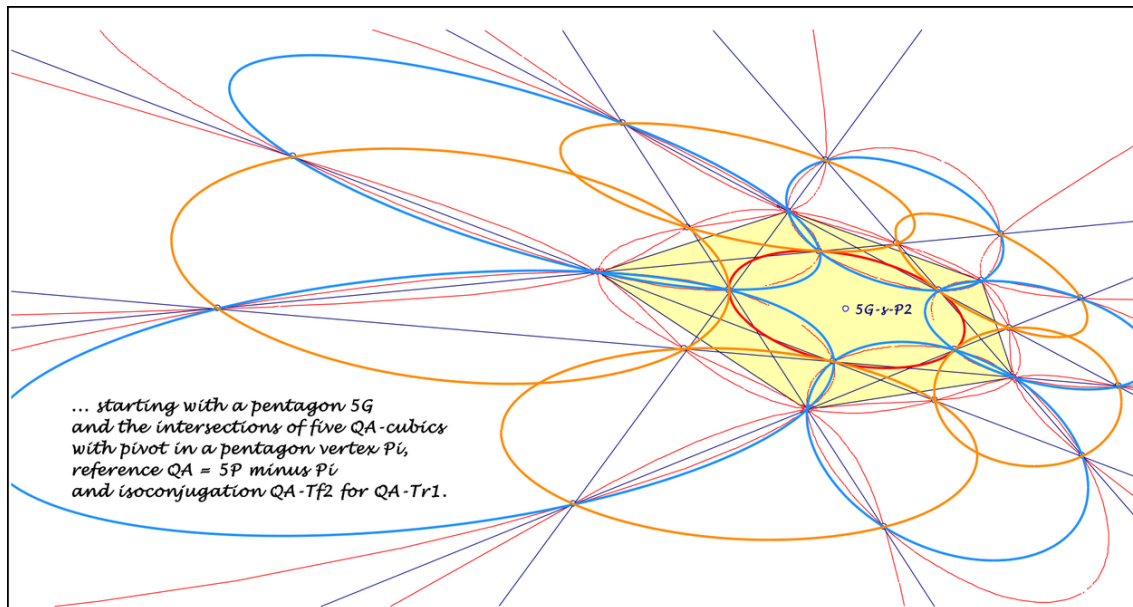 5G-s-P2
... starting with a pentagon 5G
and the intersections of five QA-cubics
with pivot in a pentagon vertex Pi,
reference QA = 5P minus Pi
and isoconjugation QA-Tf2 for QA-Tr1.